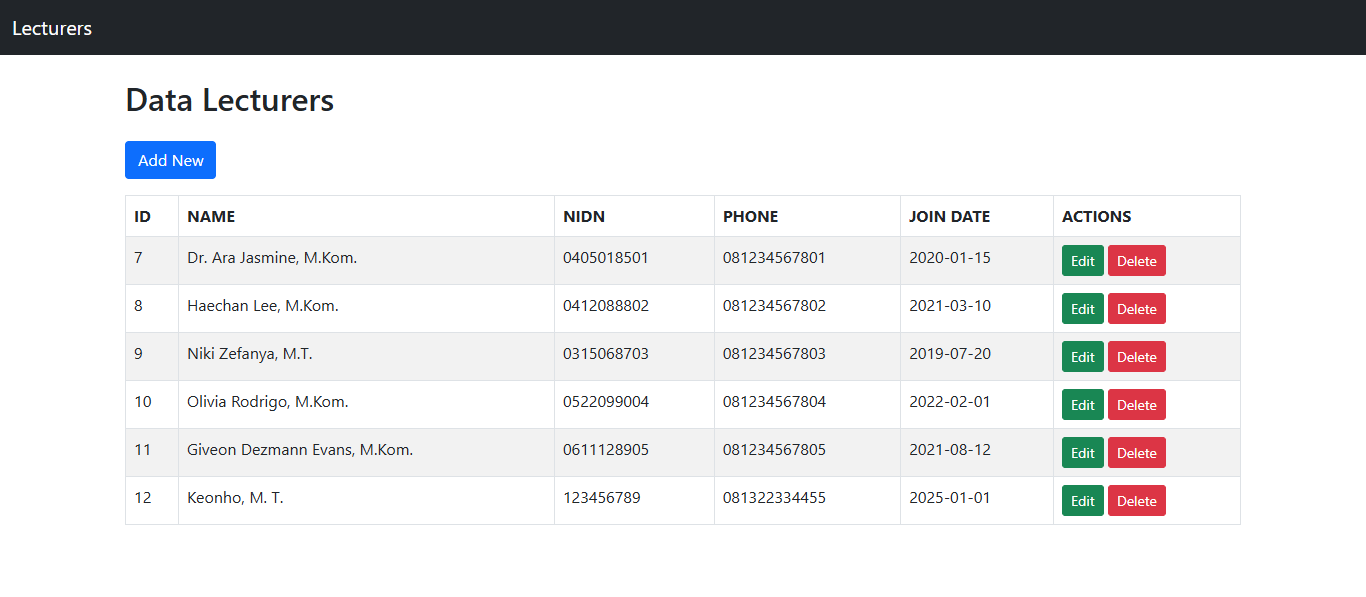 Lecturers
Data Lecturers
Add New
ID NAME NIDN PHONE JOIN DATE ACTIONS
7 Dr. Ara Jasmine, M.Kom. 0405018501 081234567801 2020-01-15 Edit Delete
8 Haechan Lee, M.Kom. 0412088802 081234567802 2021-03-10 Edit Delete
9 Niki Zefanya, M.T. 0315068703 081234567803 2019-07-20 Edit Delete
10 Olivia Rodrigo, M.Kom. 0522099004 081234567804 2022-02-01 Edit Delete
11 Giveon Dezmann Evans, M.Kom. 0611128905 081234567805 2021-08-12 Edit Delete
12 Keonho, M. T. 123456789 081322334455 2025-01-01 Edit Delete